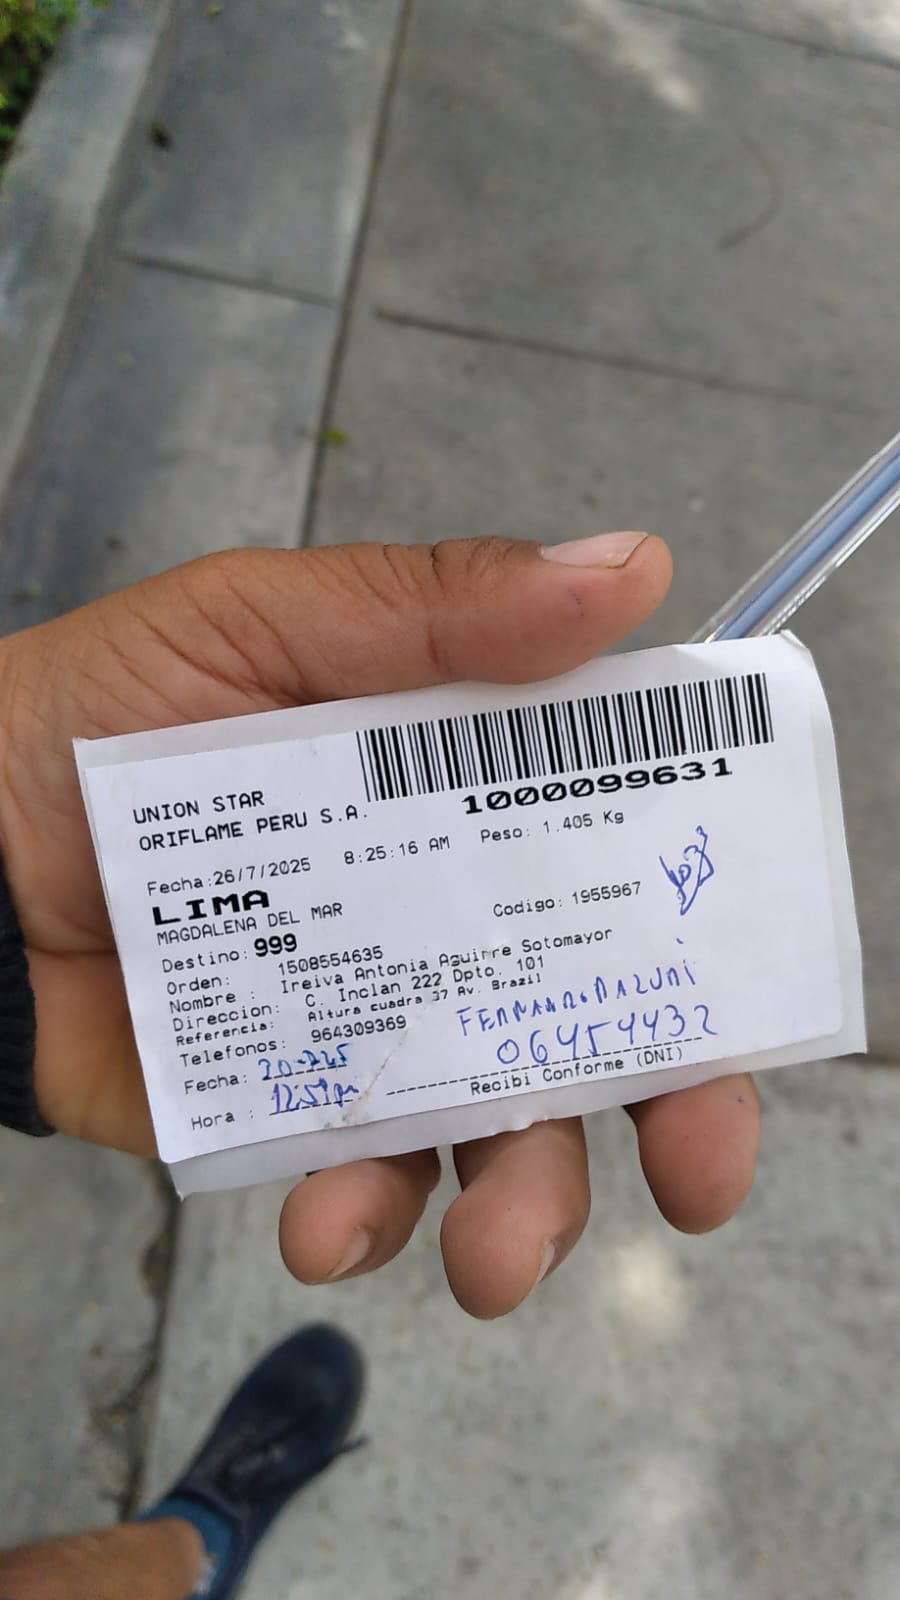 1000099631
UNION STAR
ORIFLAME PERU S.A.
Fecha:26/7/2025 8:25:16 AM Peso: 1.405 Kg
LIMA
MAGDALENA DEL MAR
Destino: 999 Codigo: 1955967
Orden: 1508554635
Nombre : Ireiva Antonia Aguirre Sotomayor
Direccion: C. Inclan 222 Dpto. 101
Referencia: Altura cuadra 37 Av. Brazil
Telefonos: 964309369
Fecha:
Hora : 12:51pm
06454432
Recibi Conforme (DNI)